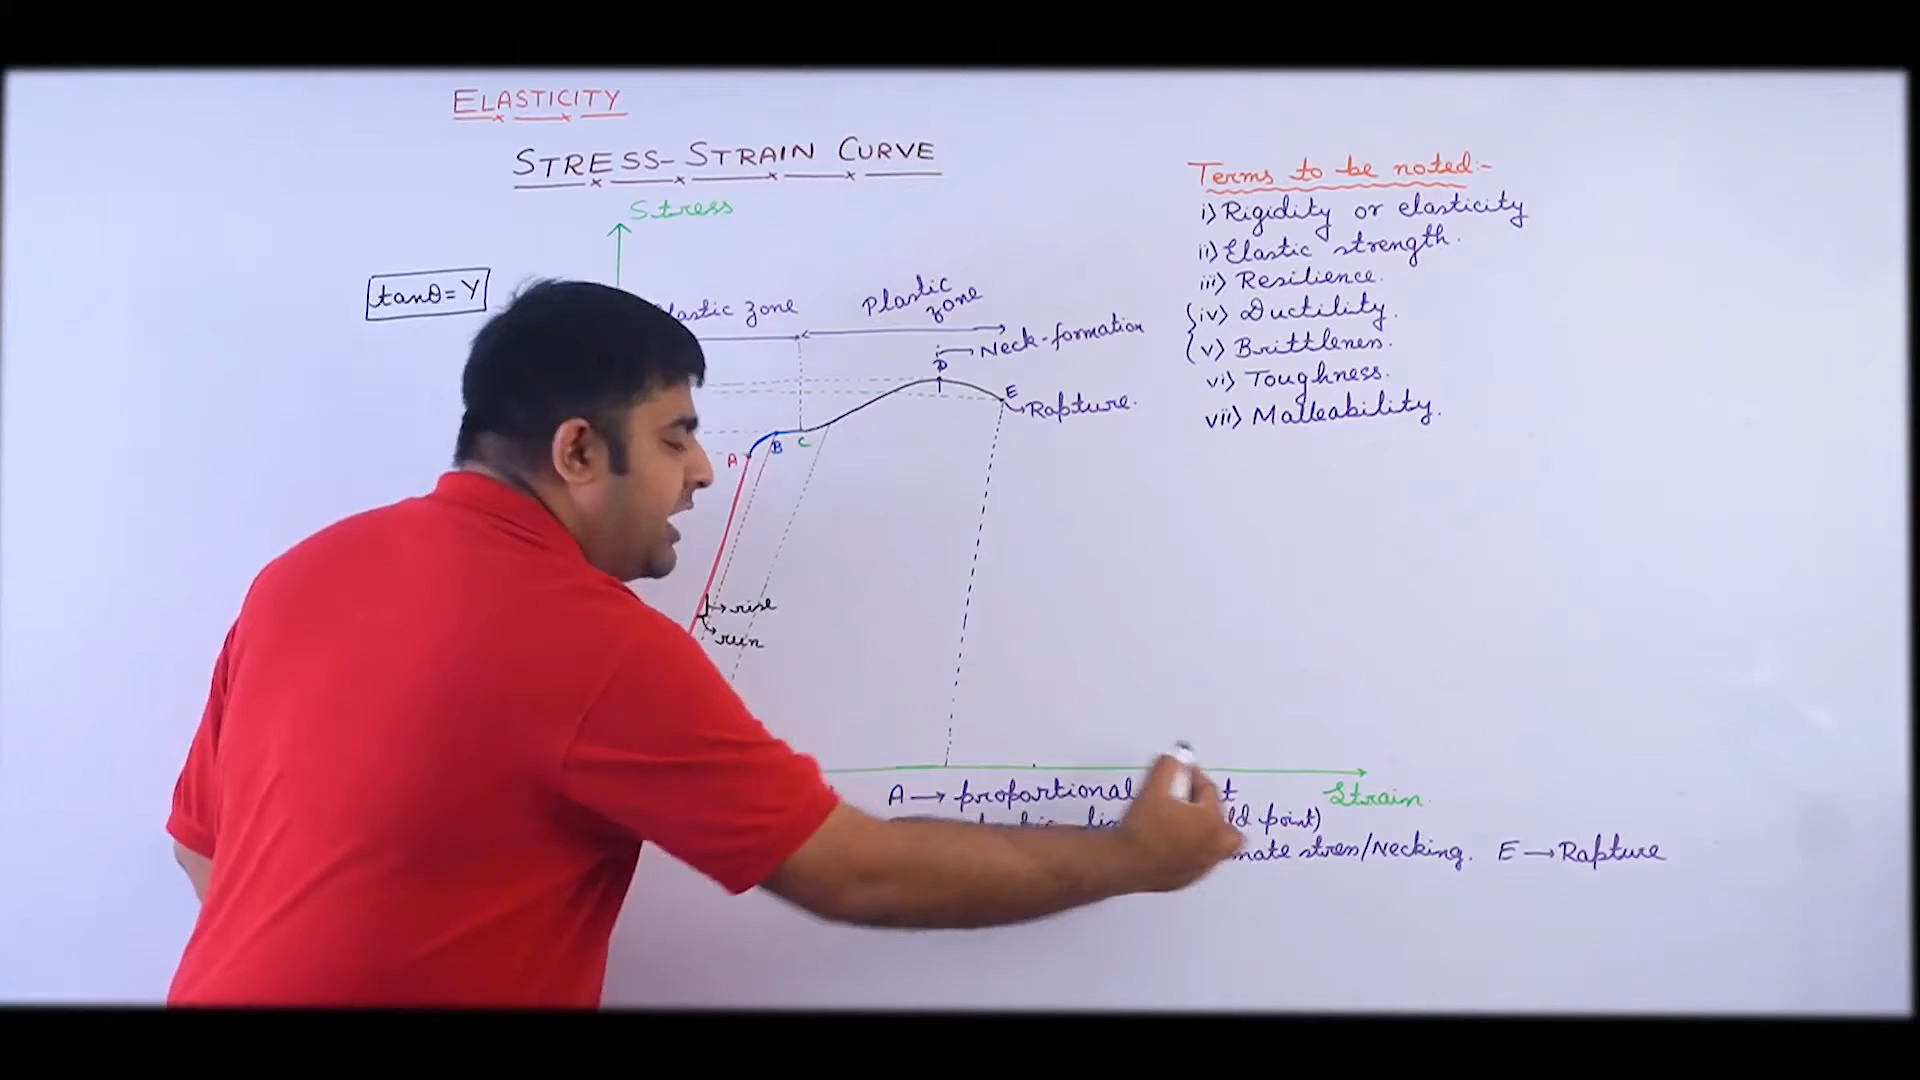 ELASTICITY
STRESS-STRAIN CURVE
Stress
tanθ = Y
lastic zone
Plastic zone
Neck-formation
D
E
Rapture.
A
B
C
→rise
→run
Terms to be noted:-
i) Rigidity or elasticity
ii) Elastic strength.
iii) Resilience.
iv) Ductility.
v) Brittleness.
vi) Toughness.
vii) Malleability.
Strain.
A → proportional t
ld point)
mate stress/Necking. E → Rapture